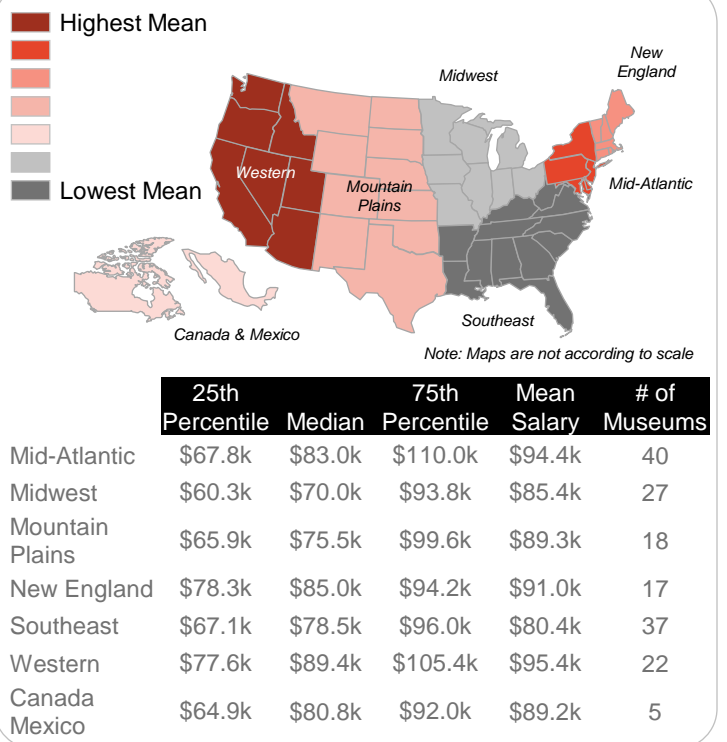 Highest Mean
New
England
Midwest
Western
Mountain
Plains
Mid-Atlantic
Lowest Mean
Southeast
Canada & Mexico
Note: Maps are not according to scale
25th Percentile Median 75th Percentile Mean Salary # of Museums
Mid-Atlantic $67.8k $83.0k $110.0k $94.4k 40
Midwest $60.3k $70.0k $93.8k $85.4k 27
Mountain
Plains $65.9k $75.5k $99.6k $89.3k 18
New England $78.3k $85.0k $94.2k $91.0k 17
Southeast $67.1k $78.5k $96.0k $80.4k 37
Western $77.6k $89.4k $105.4k $95.4k 22
Canada
Mexico $64.9k $80.8k $92.0k $89.2k 5